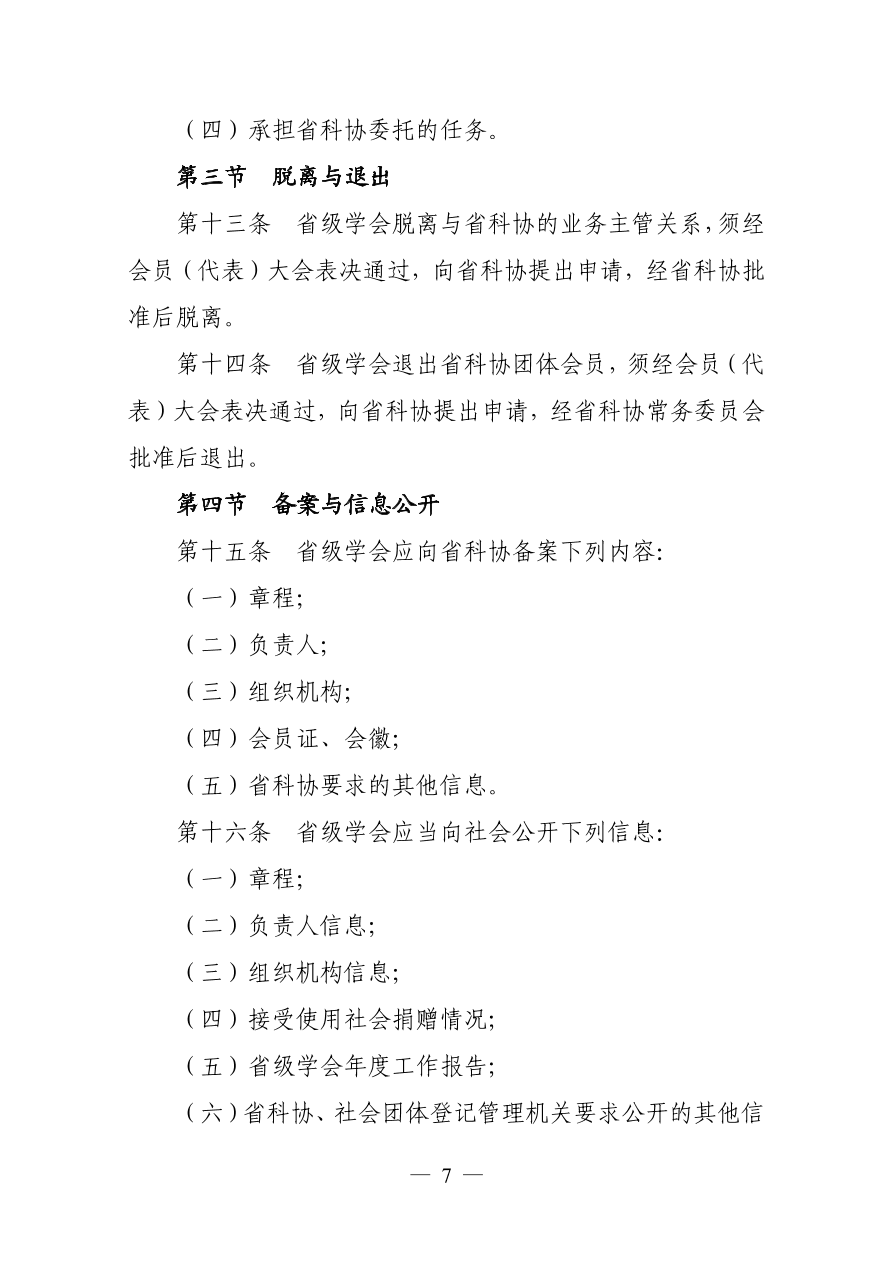 （四）承担省科协委托的任务。
第三节　脱离与退出
第十三条　省级学会脱离与省科协的业务主管关系，须经
会员（代表）大会表决通过，向省科协提出申请，经省科协批
准后脱离。
第十四条　省级学会退出省科协团体会员，须经会员（代
表）大会表决通过，向省科协提出申请，经省科协常务委员会
批准后退出。
第四节　备案与信息公开
第十五条　省级学会应向省科协备案下列内容：
（一）章程；
（二）负责人；
（三）组织机构；
（四）会员证、会徽；
（五）省科协要求的其他信息。
第十六条　省级学会应当向社会公开下列信息：
（一）章程；
（二）负责人信息；
（三）组织机构信息；
（四）接受使用社会捐赠情况；
（五）省级学会年度工作报告；
（六）省科协、社会团体登记管理机关要求公开的其他信
— 7 —